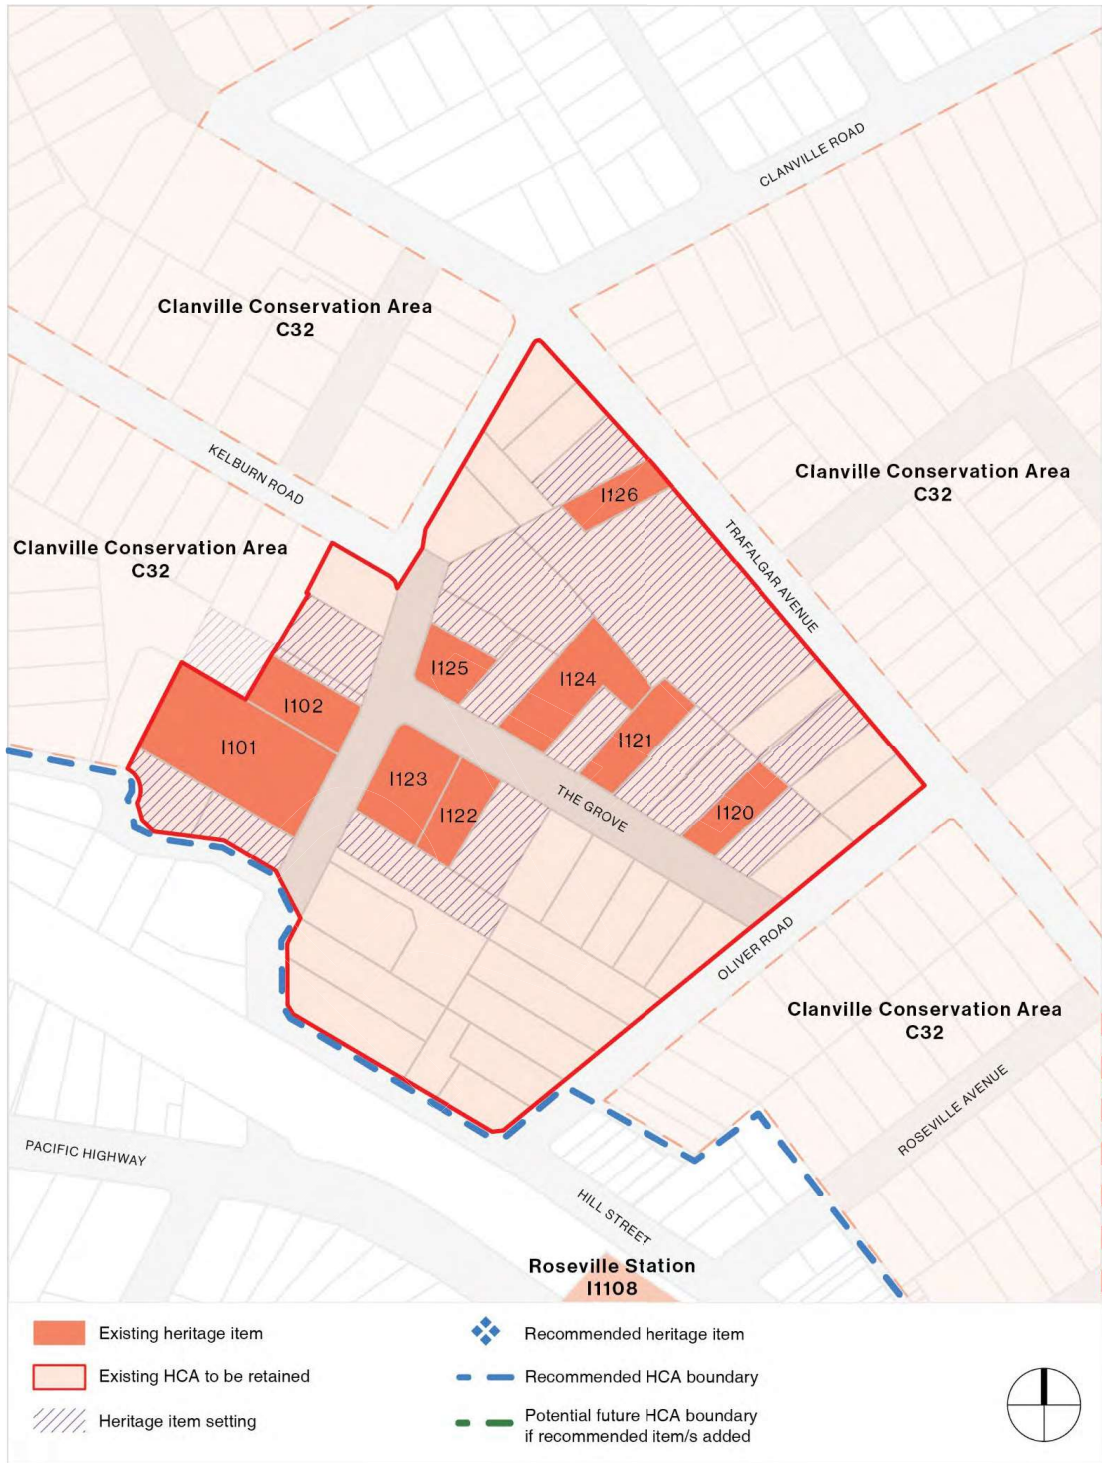 CLANVILLE ROAD
Clanville Conservation Area
C32
KELBURN ROAD
Clanville Conservation Area
C32
I126
TRAFALGAR AVENUE
Clanville Conservation Area
C32
I125
I124
I102
I101
I121
I123
I122
THE GROVE
I120
OLIVER ROAD
Clanville Conservation Area
C32
ROSEVILLE AVENUE
PACIFIC HIGHWAY
HILL STREET
Roseville Station
I1108
Existing heritage item
Existing HCA to be retained
Heritage item setting
Recommended heritage item
Recommended HCA boundary
Potential future HCA boundary
if recommended item/s added